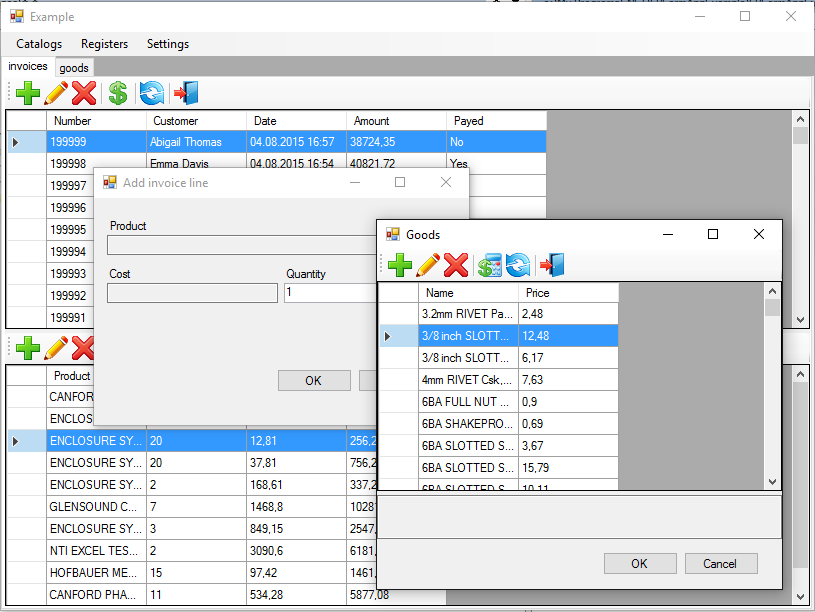 Example
Catalogs Registers Settings
invoices goods
Number Customer Date Amount Payed
199999 Abigail Thomas 04.08.2015 16:57 38724,35 No
199998 Emma Davis 04.08.2015 16:54 40821,72 Yes
199997
199996
199995
199994
199993
199992
199991
Add invoice line
Product
Cost Quantity
1
OK
Goods
Name Price
3.2mm RIVET Pa... 2,48
3/8 inch SLOTT... 12,48
3/8 inch SLOTT... 6,17
4mm RIVET Csk,... 7,63
6BA FULL NUT ... 0,9
6BA SHAKEPRO... 0,69
6BA SLOTTED S... 3,67
6BA SLOTTED S... 15,79
6BA SLOTTED S... 10,11
OK Cancel
Product
CANFOR
ENCLOS
ENCLOSURE SY... 20 12,81 256,2
ENCLOSURE SY... 20 37,81 756,2
ENCLOSURE SY... 2 168,61 337,2
GLENSOUND C... 7 1468,8 1028
ENCLOSURE SY... 3 849,15 2547,
NTI EXCEL TES... 2 3090,6 6181,
HOFBAUER ME... 15 97,42 1461,
CANFORD PHA... 11 534,28 5877,08